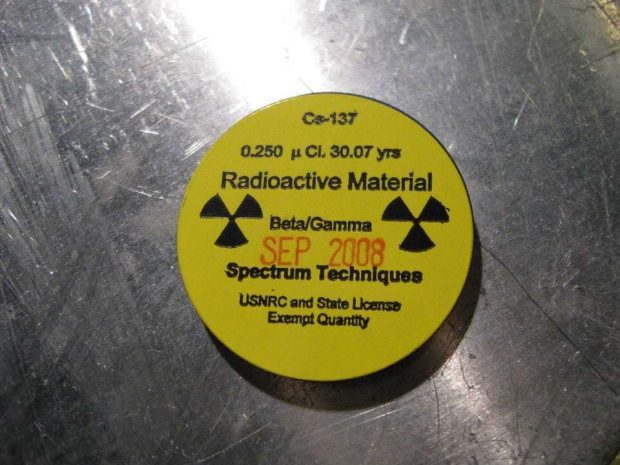 Cs-137
0.250 μ Ci. 30.07 yrs
Radioactive Material
Beta/Gamma
SEP 2008
Spectrum Techniques
USNRC and State License
Exempt Quantity